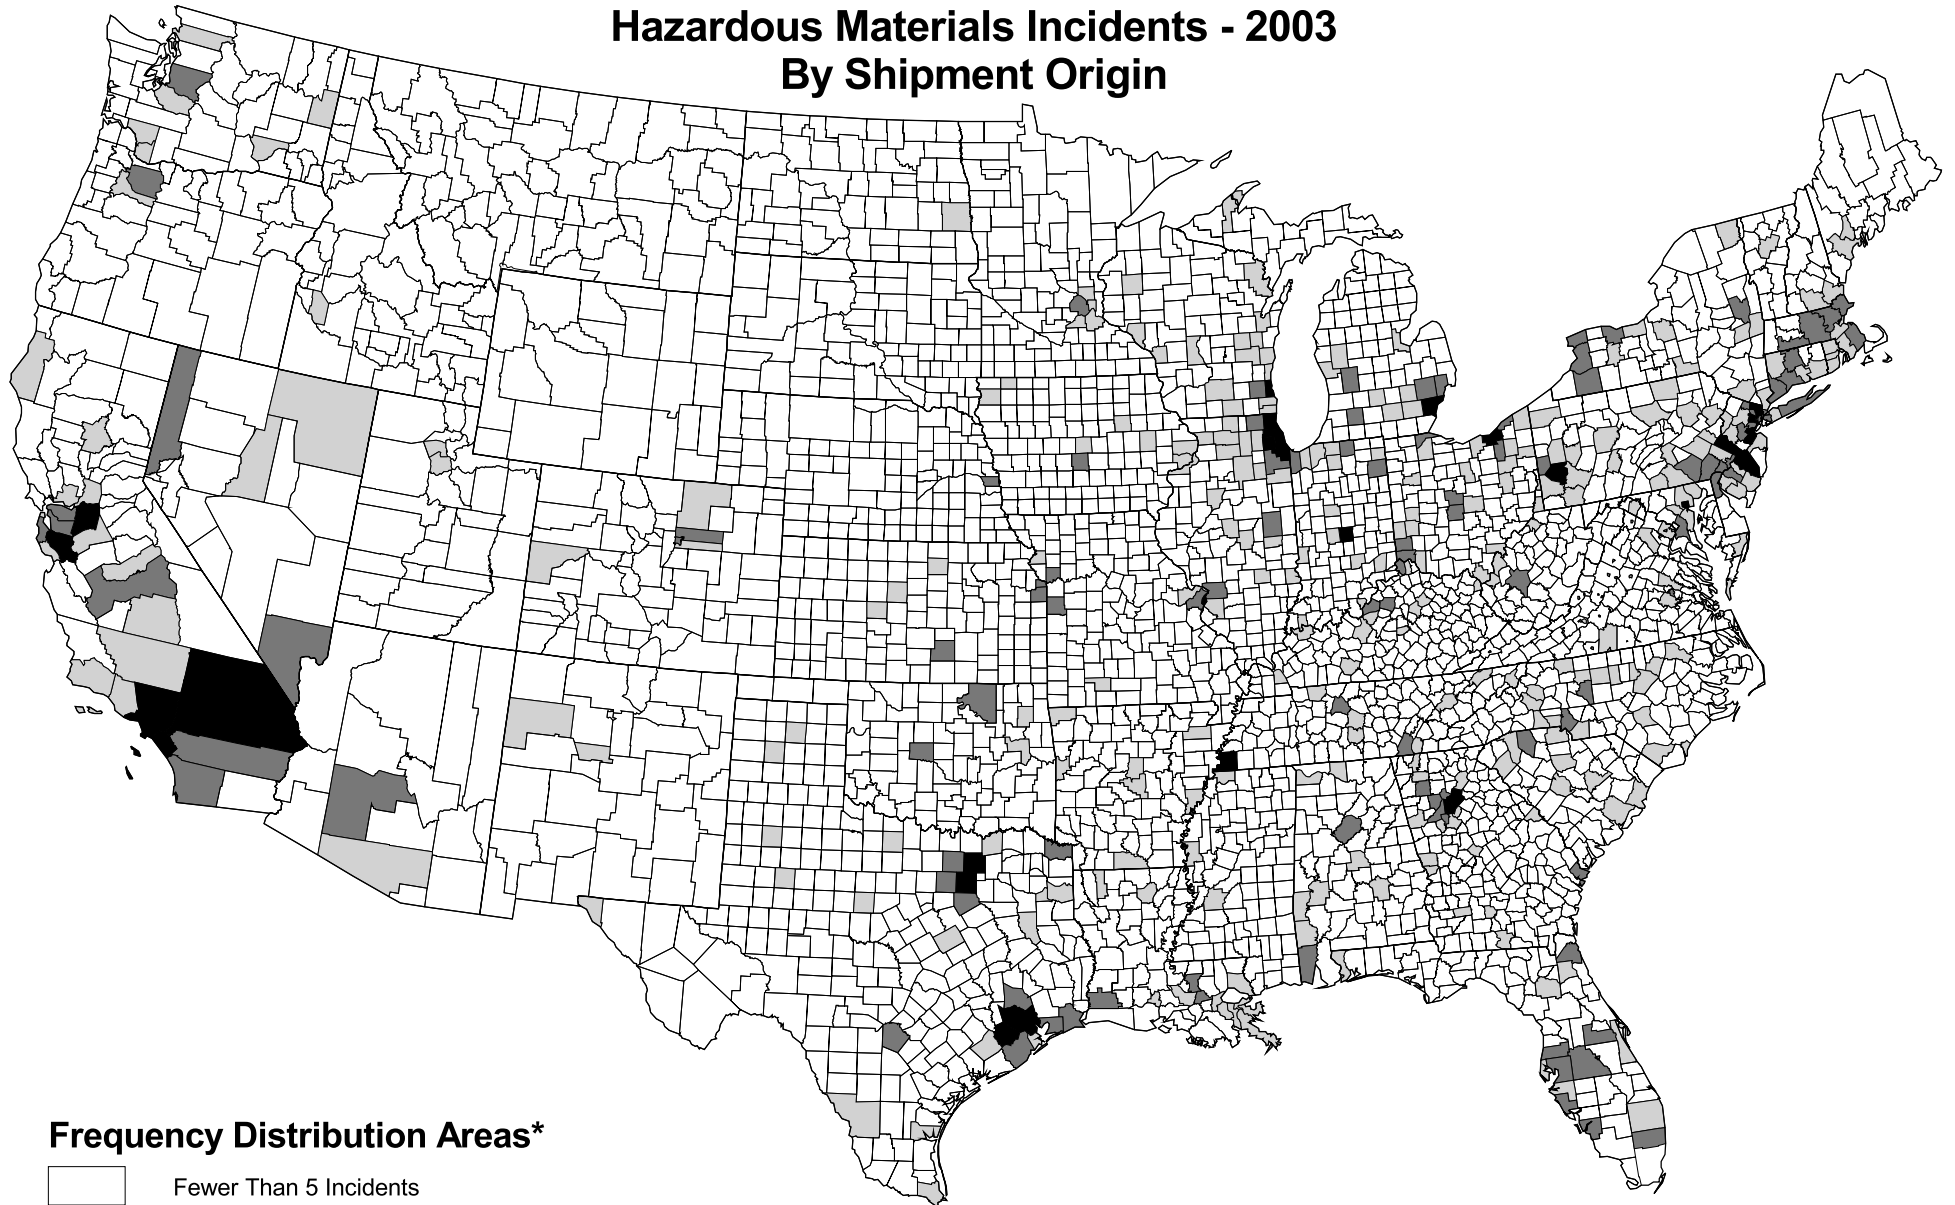 Hazardous Materials Incidents - 2003
By Shipment Origin
Frequency Distribution Areas*
Fewer Than 5 Incidents